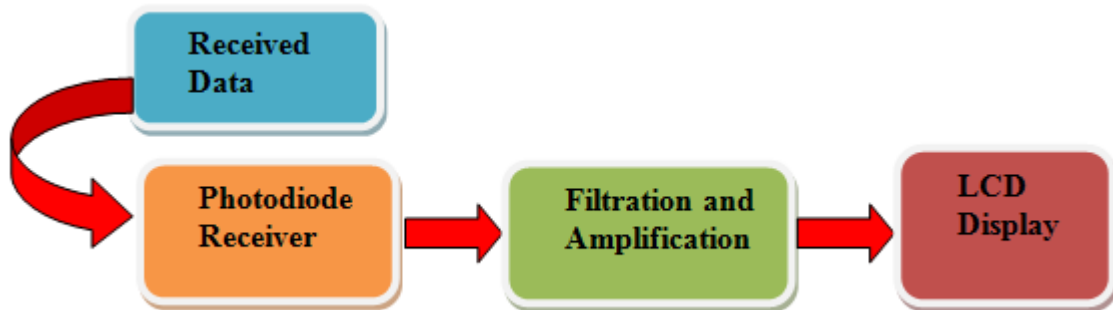 Received
Data
Photodiode
Receiver
Filtration and
Amplification
LCD
Display